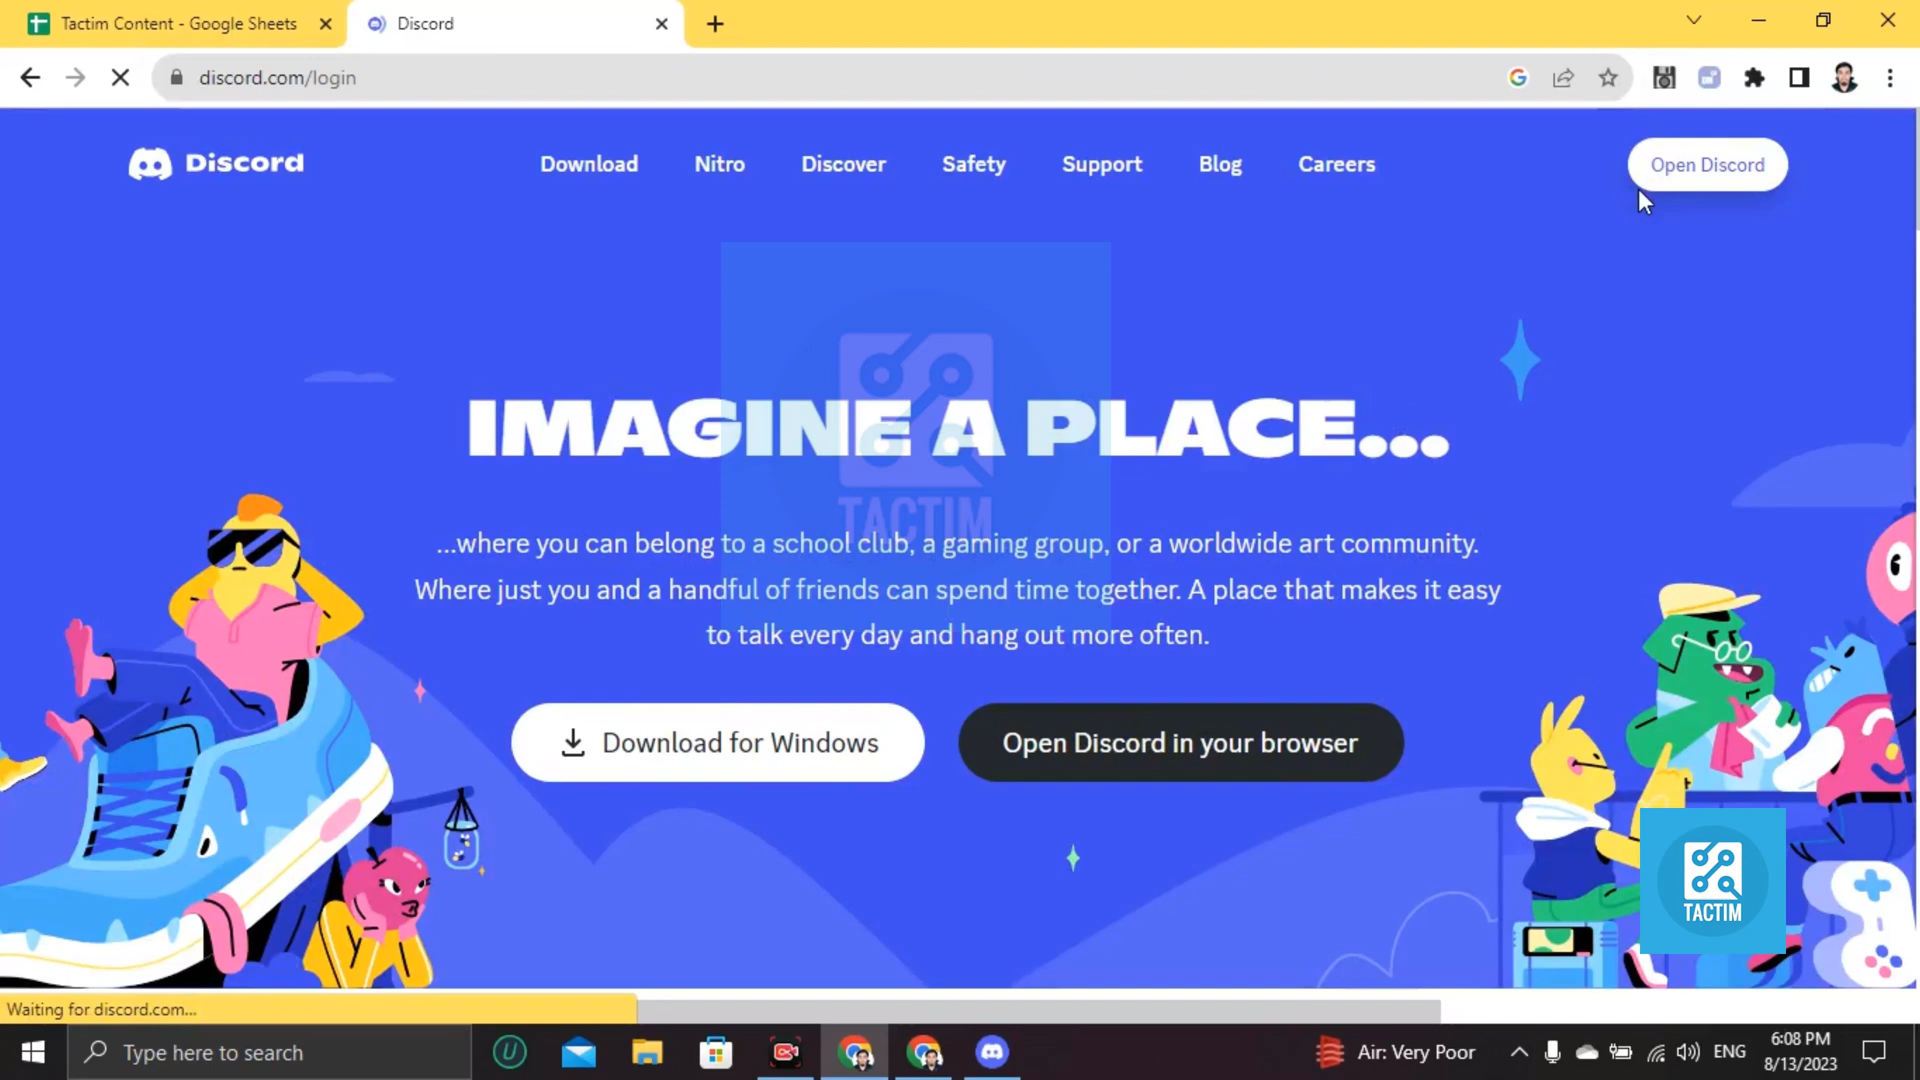 Tactim Content - Google Sheets
Discord
discord.com/login
Discord
Download
Nitro
Discover
Safety
Support
Blog
Careers
Open Discord
IMAGINE A PLACE...
TACTIM
...where you can belong to a school club, a gaming group, or a worldwide art community.
Where just you and a handful of friends can spend time together. A place that makes it easy
to talk every day and hang out more often.
Download for Windows
Open Discord in your browser
TACTIM
Waiting for discord.com...
Type here to search
Air: Very Poor
ENG
6:08 PM
8/13/2023